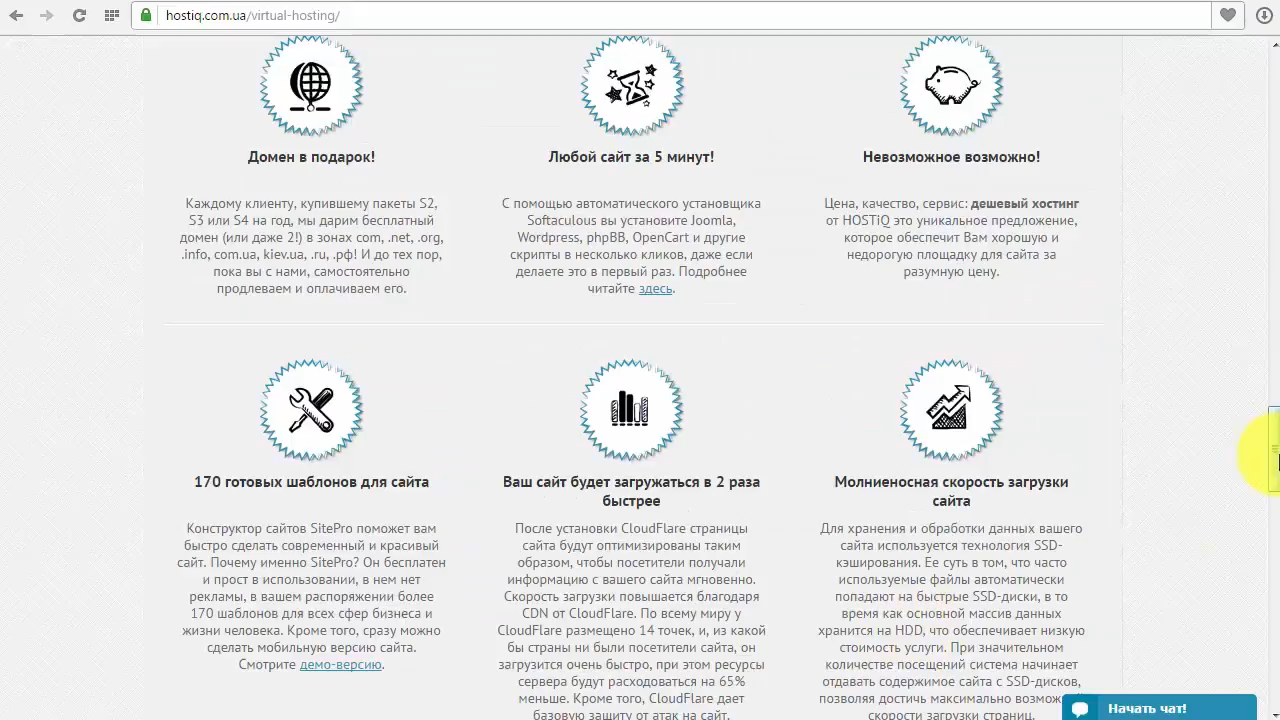 hostiq.com.ua/virtual-hosting/
Домен в подарок!
Каждому клиенту, купившему пакеты S2,
S3 или S4 на год, мы дарим бесплатный
домен (или даже 2!) в зонах com, .net, .org,
.info, com.ua, kiev.ua, .ru, .рф! И до тех пор,
пока вы с нами, самостоятельно
продлеваем и оплачиваем его.
Любой сайт за 5 минут!
С помощью автоматического установщика
Softaculous вы установите Joomla,
Wordpress, phpBB, OpenCart и другие
скрипты в несколько кликов, даже если
делаете это в первый раз. Подробнее
читайте здесь.
Невозможное возможно!
Цена, качество, сервис: дешевый хостинг
от HOSTiQ это уникальное предложение,
которое обеспечит Вам хорошую и
недорогую площадку для сайта за
разумную цену.
170 готовых шаблонов для сайта
Конструктор сайтов SitePro поможет вам
быстро сделать современный и красивый
сайт. Почему именно SitePro? Он бесплатен
и прост в использовании, в нем нет
рекламы, в вашем распоряжении более
170 шаблонов для всех сфер бизнеса и
жизни человека. Кроме того, сразу можно
сделать мобильную версию сайта.
Смотрите демо-версию.
Ваш сайт будет загружаться в 2 раза
быстрее
После установки CloudFlare страницы
сайта будут оптимизированы таким
образом, чтобы посетители получали
информацию с вашего сайта мгновенно.
Скорость загрузки повышается благодаря
CDN от CloudFlare. По всему миру у
CloudFlare размещено 14 точек, и, из какой
бы страны ни были посетители сайта, он
загрузится очень быстро, при этом ресурсы
сервера будут расходоваться на 65%
меньше. Кроме того, CloudFlare дает
базовую защиту от атак на сайт.
Молниеносная скорость загрузки
сайта
Для хранения и обработки данных вашего
сайта используется технология SSD-
кэширования. Ее суть в том, что часто
используемые файлы автоматически
попадают на быстрые SSD-диски, в то
время как основной массив данных
хранится на HDD, что обеспечивает низкую
стоимость услуги. При значительном
количестве посещений система начинает
отдавать содержимое сайта с SSD-дисков,
позволяя достичь максимально возмож
скорости загрузки страниц.
Начать чат!